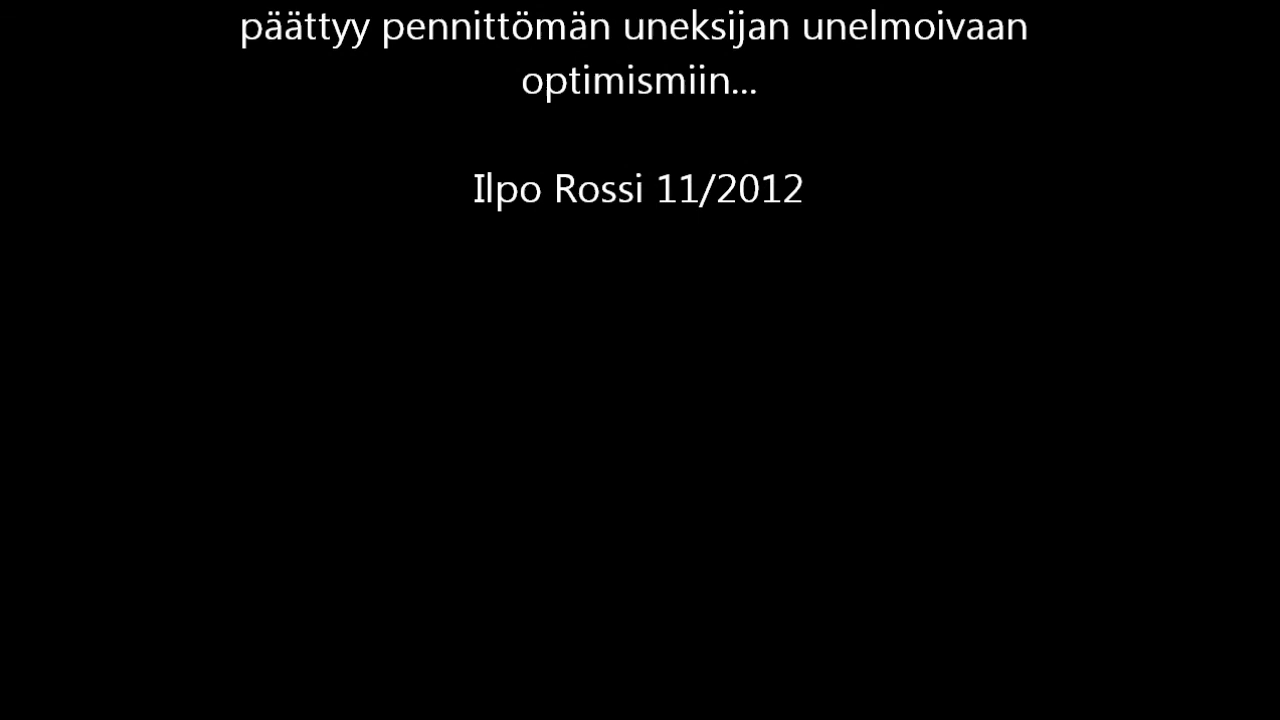 päättyy pennittömän uneksijan unelmoivaan
optimismiin...
Ilpo Rossi 11/2012